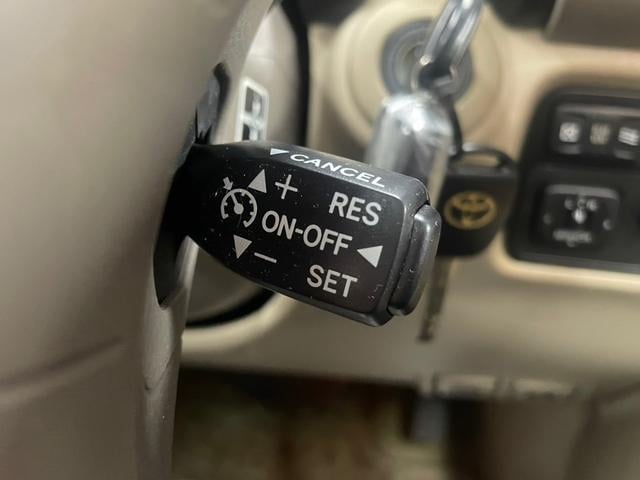 CANCEL
+ RES
ON-OFF
− SET